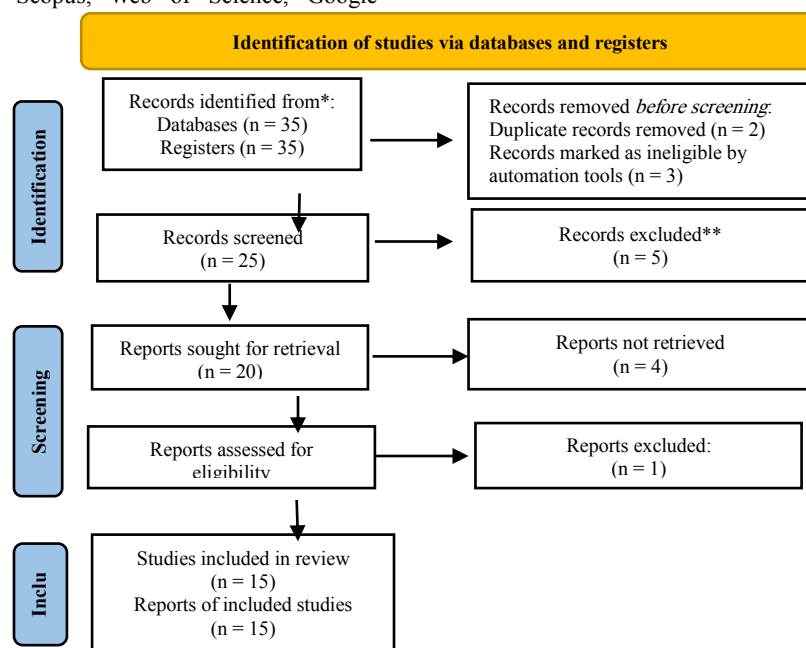 Scopus, Web of Science, Google
Identification of studies via databases and registers
Identification
Records identified from*:
Databases (n = 35)
Registers (n = 35)
Records removed before screening:
Duplicate records removed (n = 2)
Records marked as ineligible by
automation tools (n = 3)
Records screened
(n = 25)
Records excluded**
(n = 5)
Screening
Reports sought for retrieval
(n = 20)
Reports not retrieved
(n = 4)
Reports assessed for
eligibility
Reports excluded:
(n = 1)
Inclu
Studies included in review
(n = 15)
Reports of included studies
(n = 15)